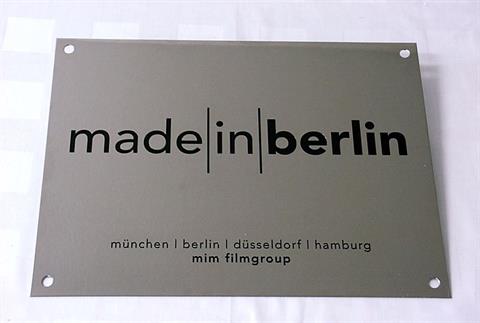 made|in|berlin
münchen | berlin | düsseldorf | hamburg
mim filmgroup